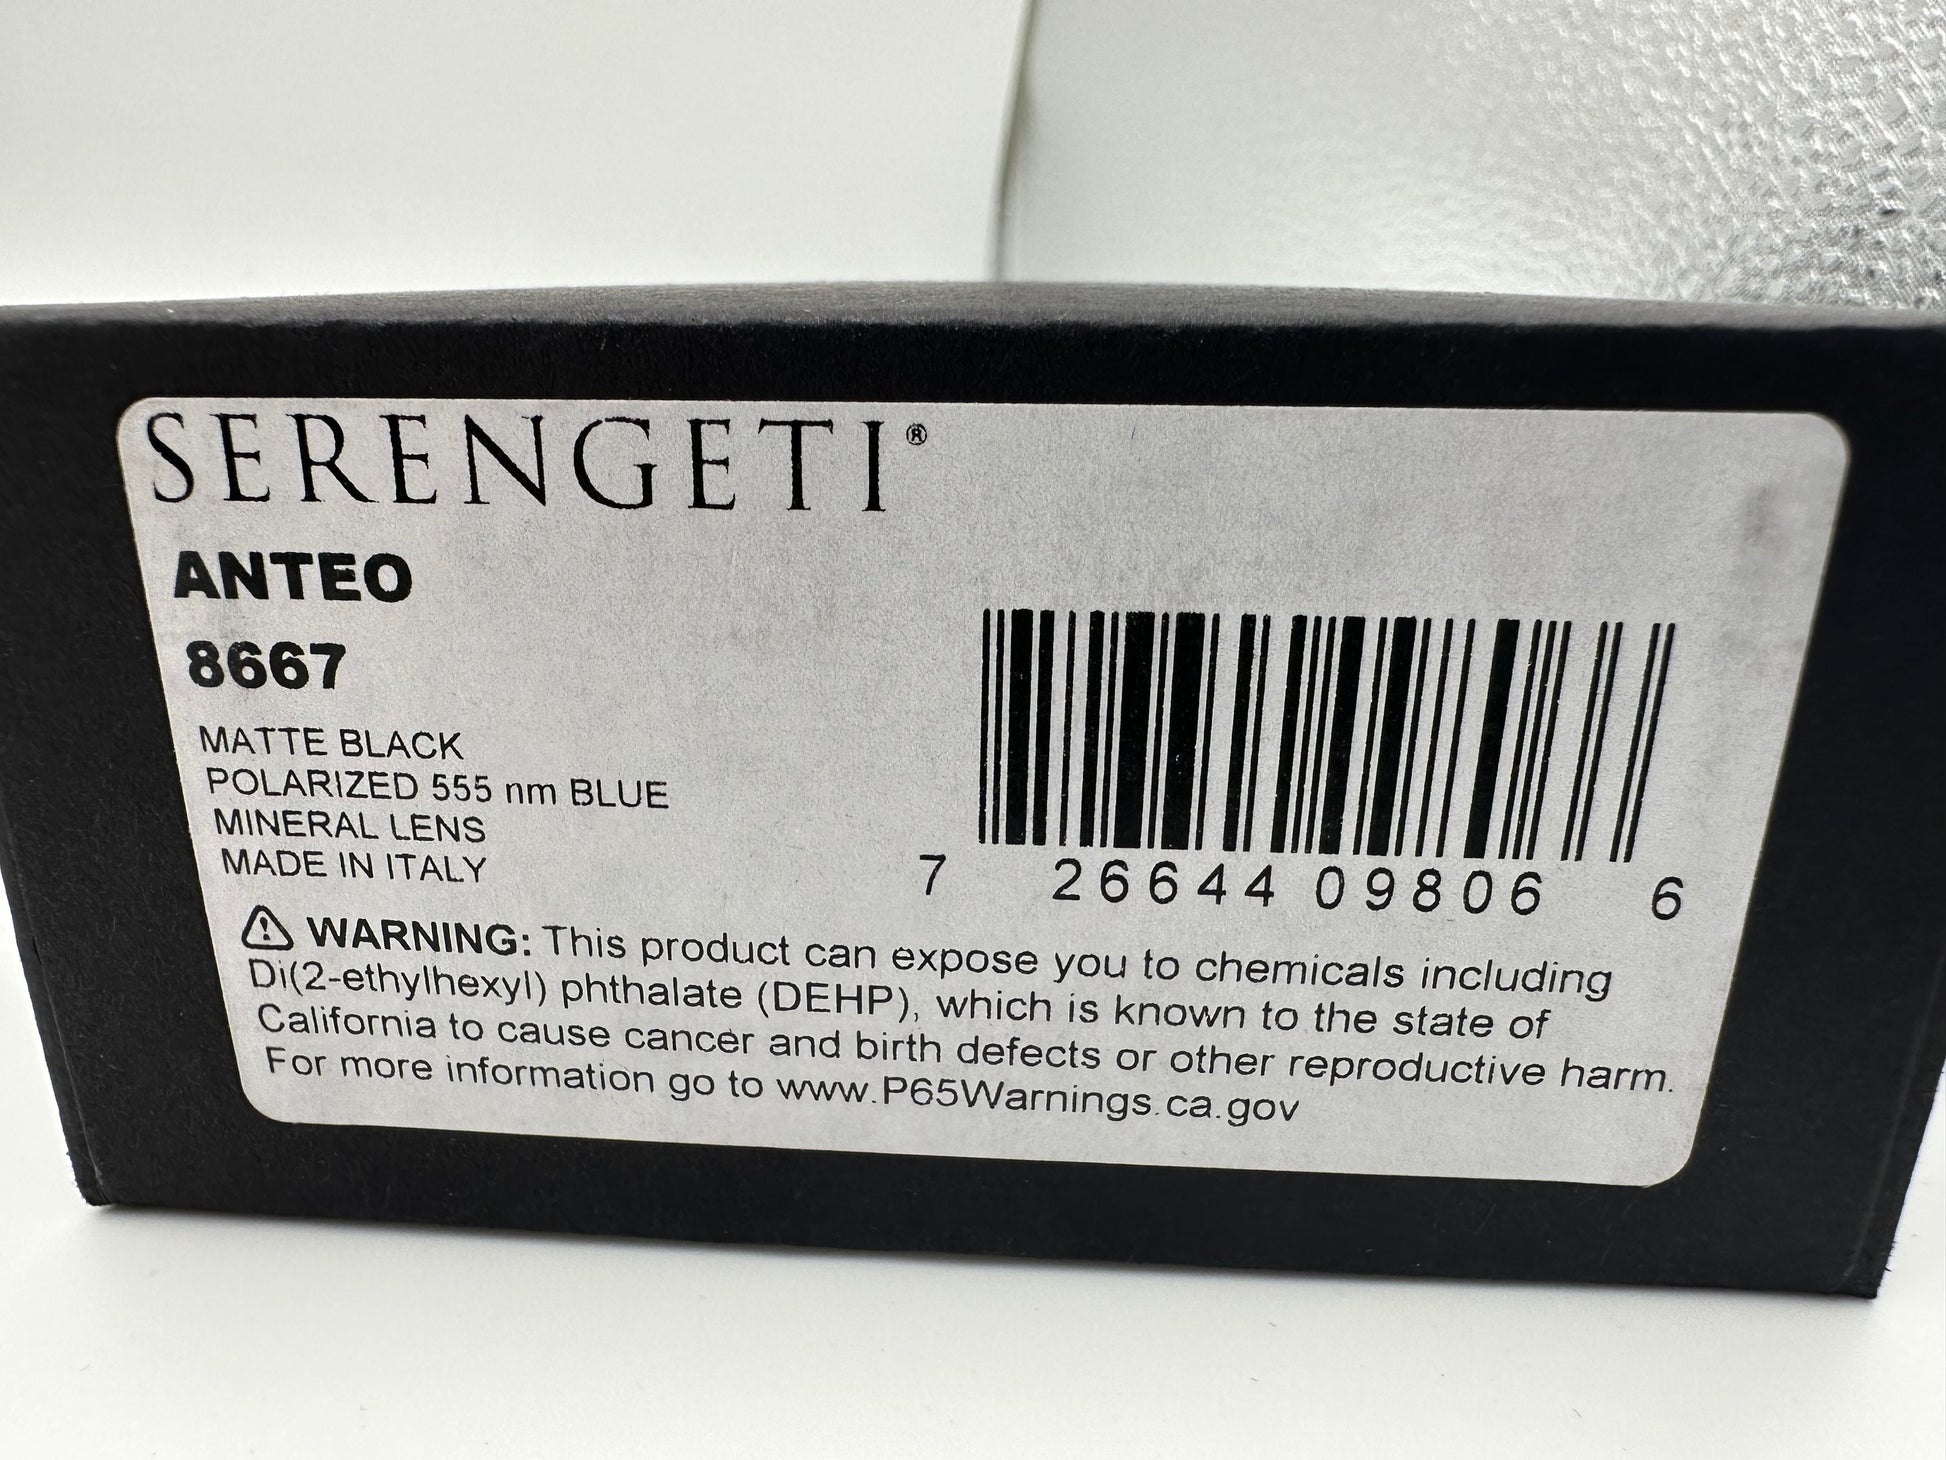 SERENGETI®
ANTEO
8667
MATTE BLACK
POLARIZED 555 nm BLUE
MINERAL LENS
MADE IN ITALY
7 26644 09806 6
⚠ WARNING: This product can expose you to chemicals including
Di(2-ethylhexyl) phthalate (DEHP), which is known to the state of
California to cause cancer and birth defects or other reproductive harm.
For more information go to www.P65Warnings.ca.gov